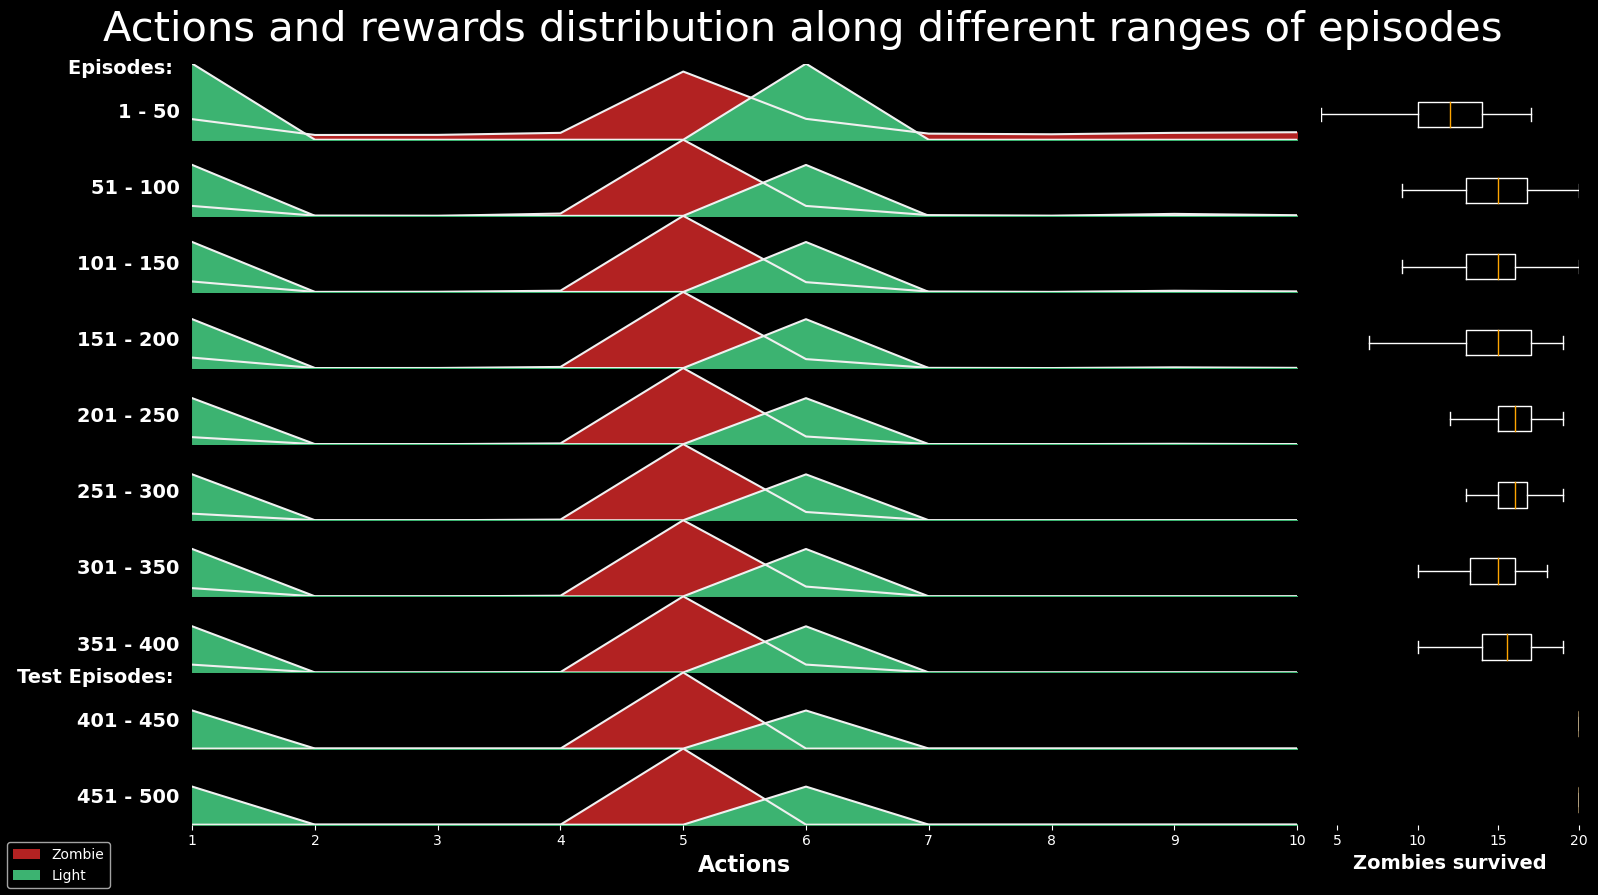 Actions and rewards distribution along different ranges of episodes
Episodes:
1 - 50
51 - 100
101 - 150
151 - 200
201 - 250
251 - 300
301 - 350
351 - 400
Test Episodes:
401 - 450
451 - 500
1 2 3 4 5 6 7 8 9 10
5 10 15 20
Actions
Zombies survived
Zombie
Light